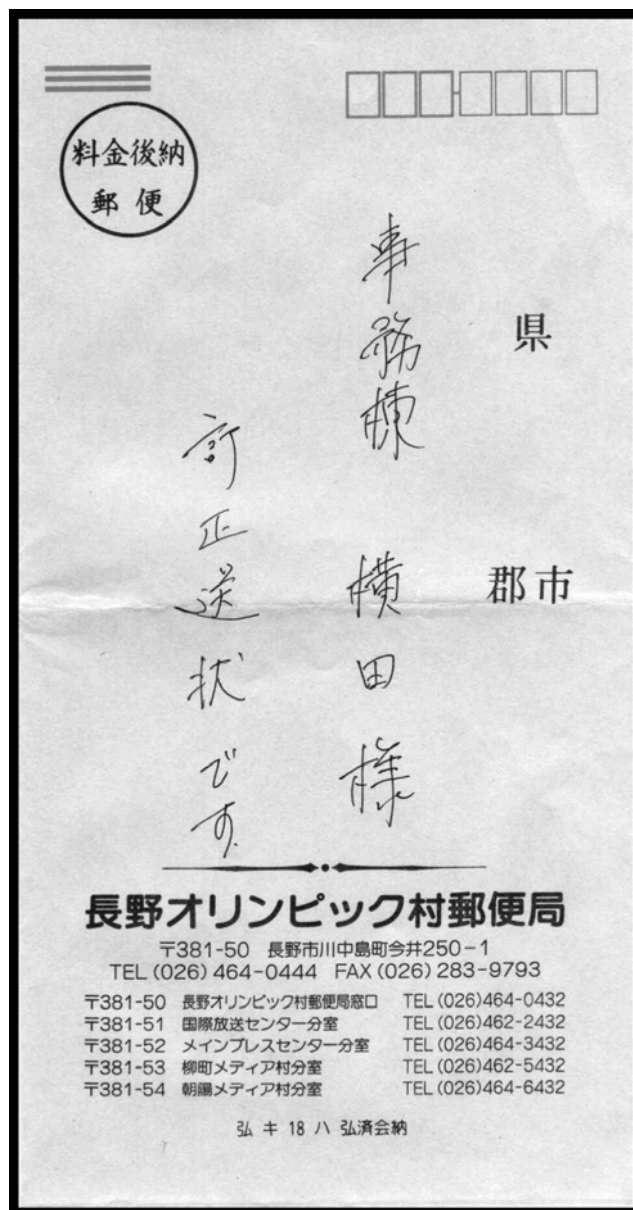 料金後納
郵便
県
郡市
事務棟 横田様
訂正送状です
長野オリンピック村郵便局
〒381-50 長野市川中島町今井250-1
TEL (026) 464-0444 FAX (026) 283-9793
〒381-50 長野オリンピック村郵便局窓口 TEL (026)464-0432
〒381-51 国際放送センター分室 TEL (026)462-2432
〒381-52 メインプレスセンター分室 TEL (026)464-3432
〒381-53 柳町メディア村分室 TEL (026)462-5432
〒381-54 朝陽メディア村分室 TEL (026)464-6432
弘 キ 18 ハ 弘済会納